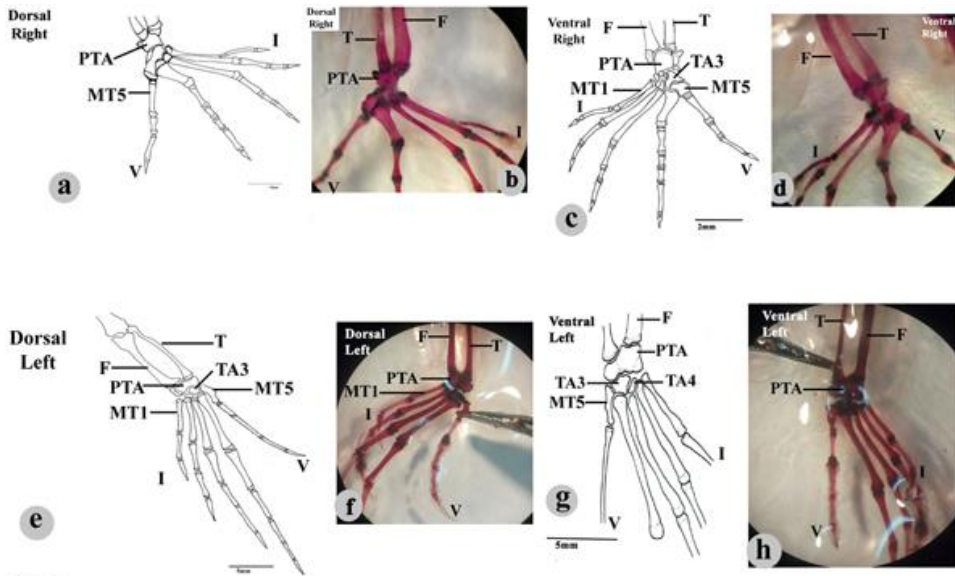 Dorsal
Right
PTA
MT5
I
V
a
Dorsal
Right
T
F
PTA
I
V
b
Ventral
Right
F
T
PTA
TA3
MT1
MT5
I
V
c
2mm
Ventral
Right
T
F
I
V
d
Dorsal
Left
T
F
PTA
TA3
MT1
MT5
I
V
e
5mm
Dorsal
Left
F
T
PTA
MT1
I
V
f
Ventral
Left
F
PTA
TA3
TA4
MT5
I
V
g
5mm
Ventral
Left
T
F
PTA
I
V
h